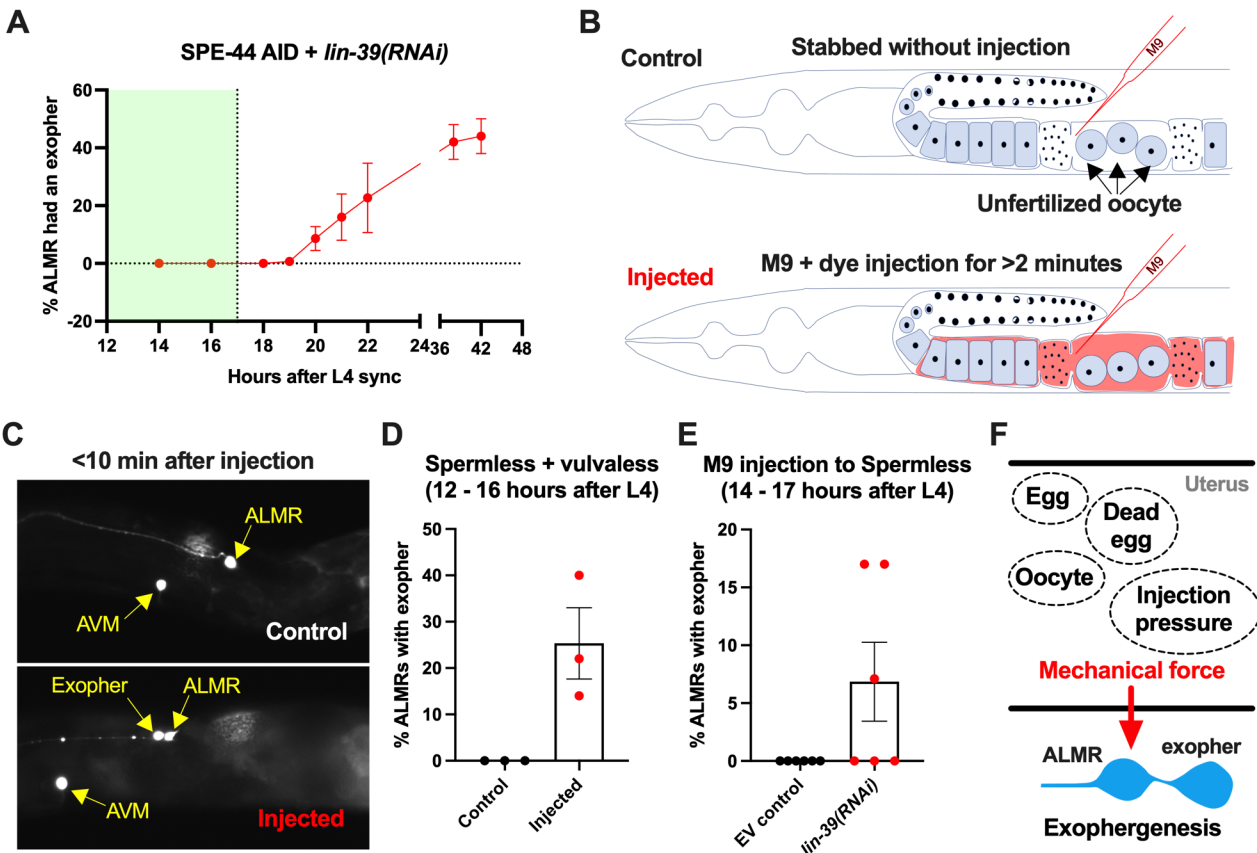 A
SPE-44 AID + lin-39(RNAi)
% ALMR had an exopher
60
40
20
0
-20
12
14
16
18
20
22
24
36
42
48
Hours after L4 sync
B
Control
Stabbed without injection
M9
Unfertilized oocyte
Injected
M9 + dye injection for >2 minutes
M9
C
<10 min after injection
ALMR
AVM
Control
Exopher
ALMR
AVM
Injected
D
Spermless + vulvaless
(12 - 16 hours after L4)
% ALMRs with exopher
50
40
30
20
10
0
Control
Injected
E
M9 injection to Spermless
(14 - 17 hours after L4)
% ALMRs with exopher
20
15
10
5
0
EV control
lin-39(RNAi)
F
Uterus
Egg
Dead
egg
Oocyte
Injection
pressure
Mechanical force
ALMR
exopher
Exophergenesis